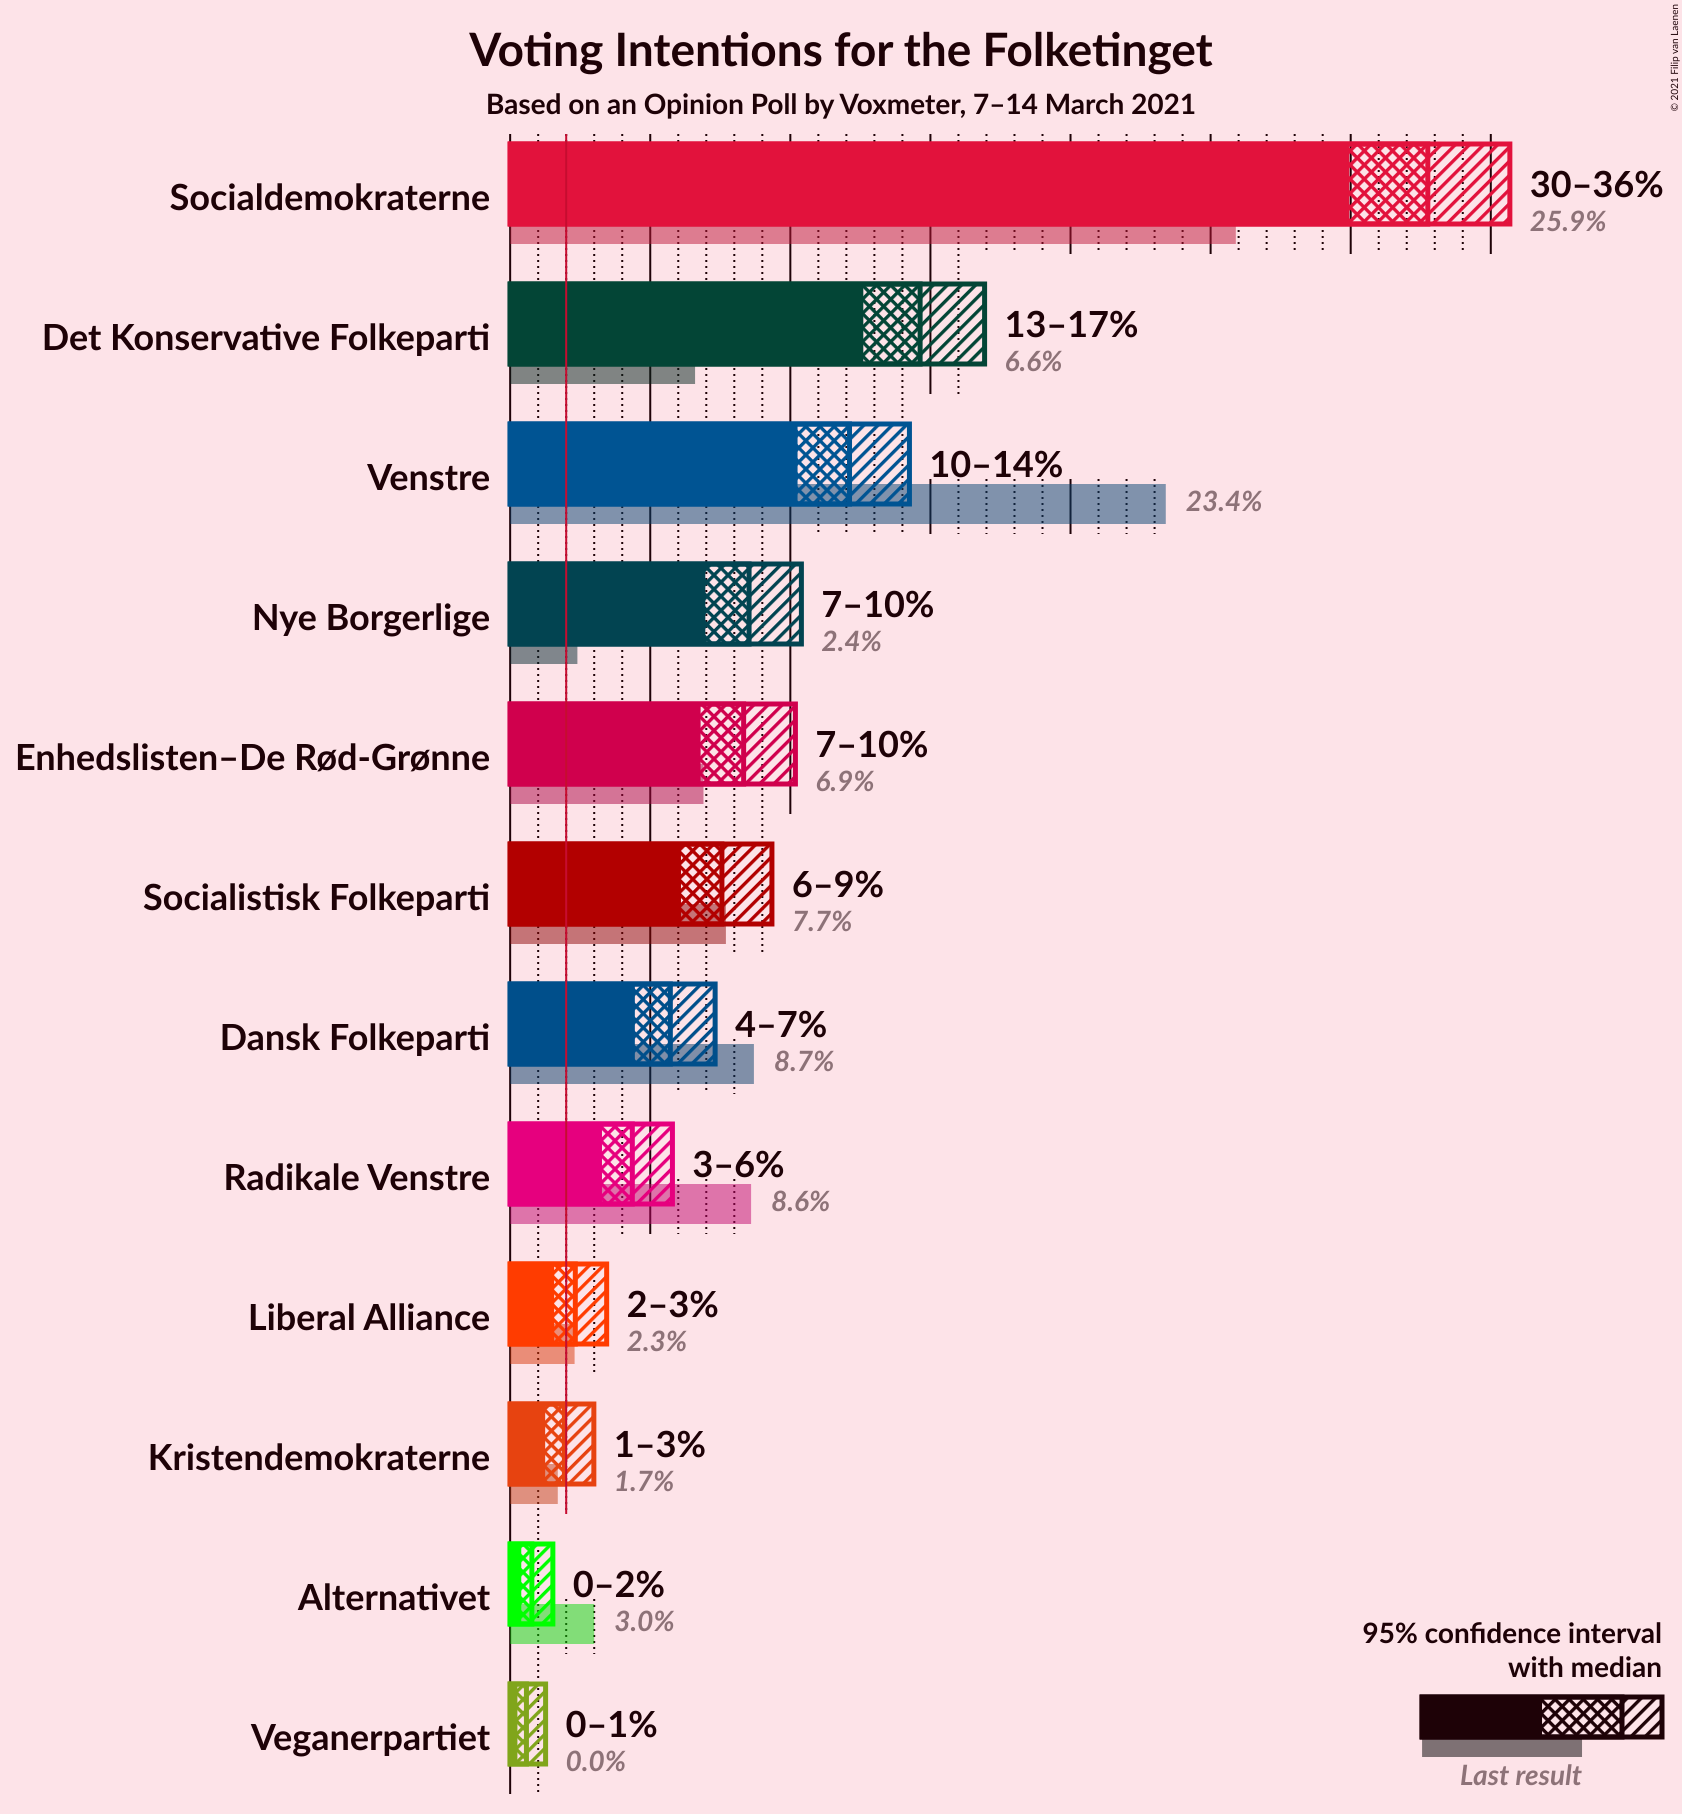 Voting Intentions for the Folketinget
Based on an Opinion Poll by Voxmeter, 7–14 March 2021
© 2021 Filip van Laenen
Socialdemokraterne
30–36%
25.9%
Det Konservative Folkeparti
13–17%
6.6%
Venstre
10–14%
23.4%
Nye Borgerlige
7–10%
2.4%
Enhedslisten–De Rød-Grønne
7–10%
6.9%
Socialistisk Folkeparti
6–9%
7.7%
Dansk Folkeparti
4–7%
8.7%
Radikale Venstre
3–6%
8.6%
Liberal Alliance
2–3%
2.3%
Kristendemokraterne
1–3%
1.7%
Alternativet
0–2%
3.0%
Veganerpartiet
0–1%
0.0%
95% confidence interval
with median
Last result